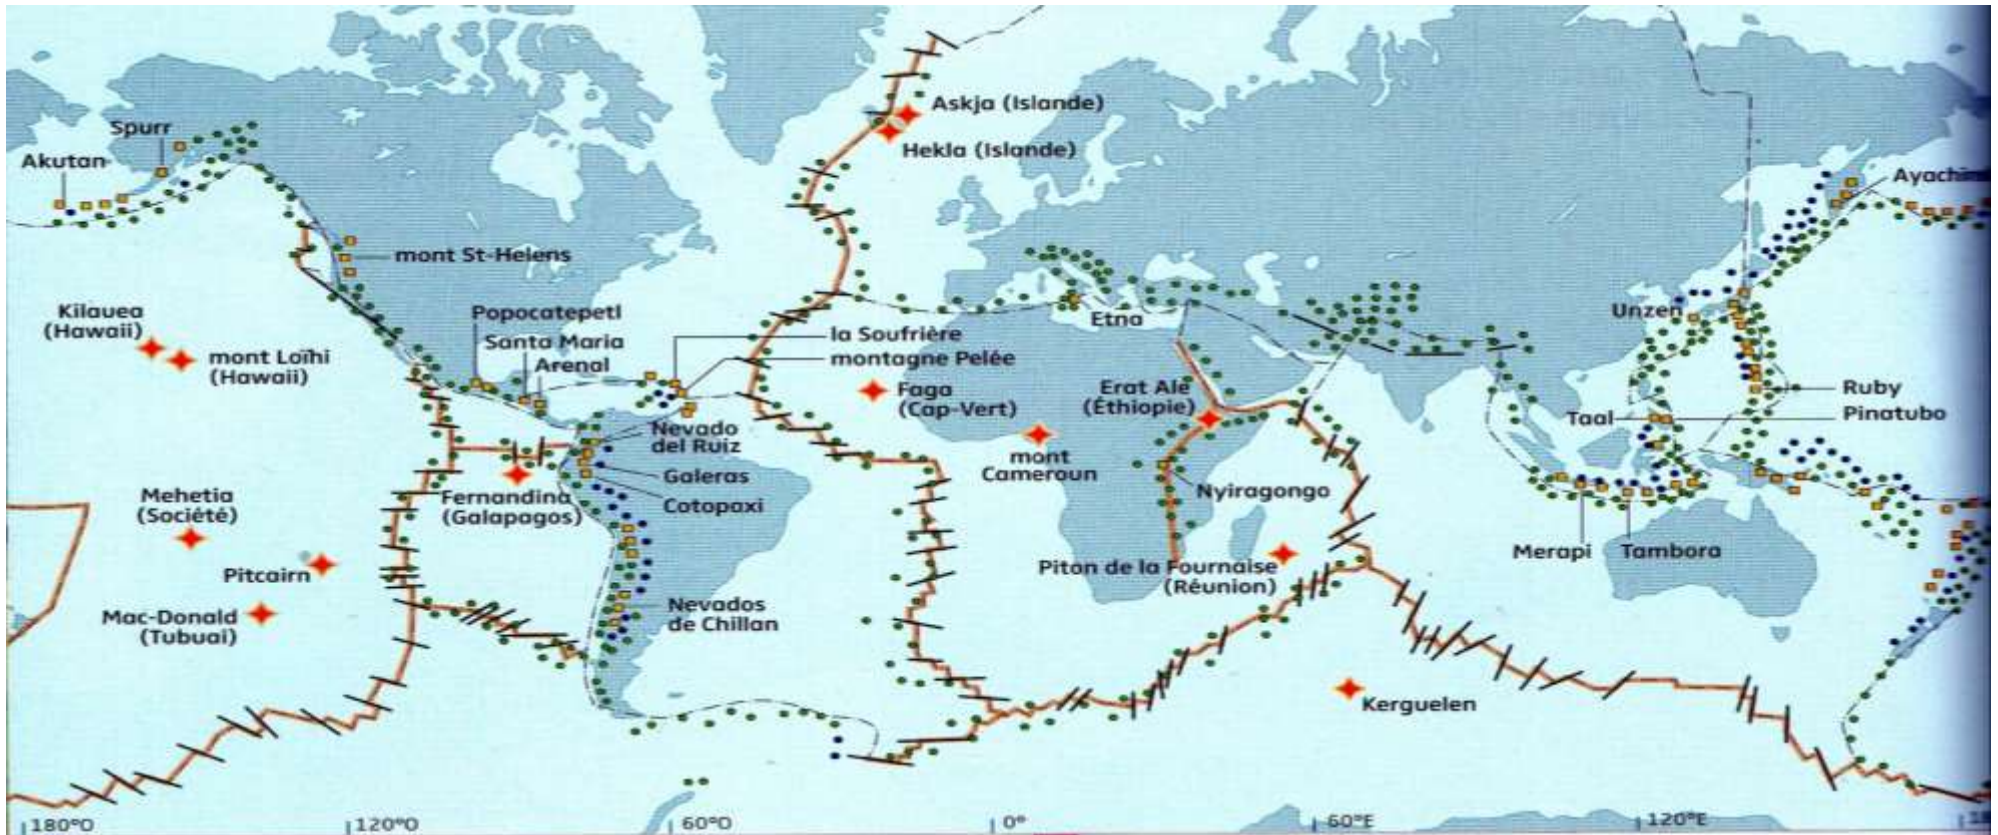 Askja (Islande)
Spurr
Hekla (Islande)
Akutan
Ayachin
mont St-Helens
Kilauea
(Hawaii)
mont Loïhi
(Hawaii)
Popocatepetl
Santa Maria
Arenal
la Soufrière
montagne Pelée
Etna
Unzen
Faga
(Cap-Vert)
Erat Ale
(Éthiopie)
Ruby
Taal
Pinatubo
Nevado
del Ruiz
mont
Cameroun
Galeras
Cotopaxi
Nyiragongo
Fernandina
(Galapagos)
Mehetia
(Société)
Merapi
Tambora
Pitcairn
Piton de la Fournaise
(Réunion)
Mac-Donald
(Tubuai)
Nevados
de Chillan
Kerguelen
180°O
120°O
60°O
0°
60°E
120°E